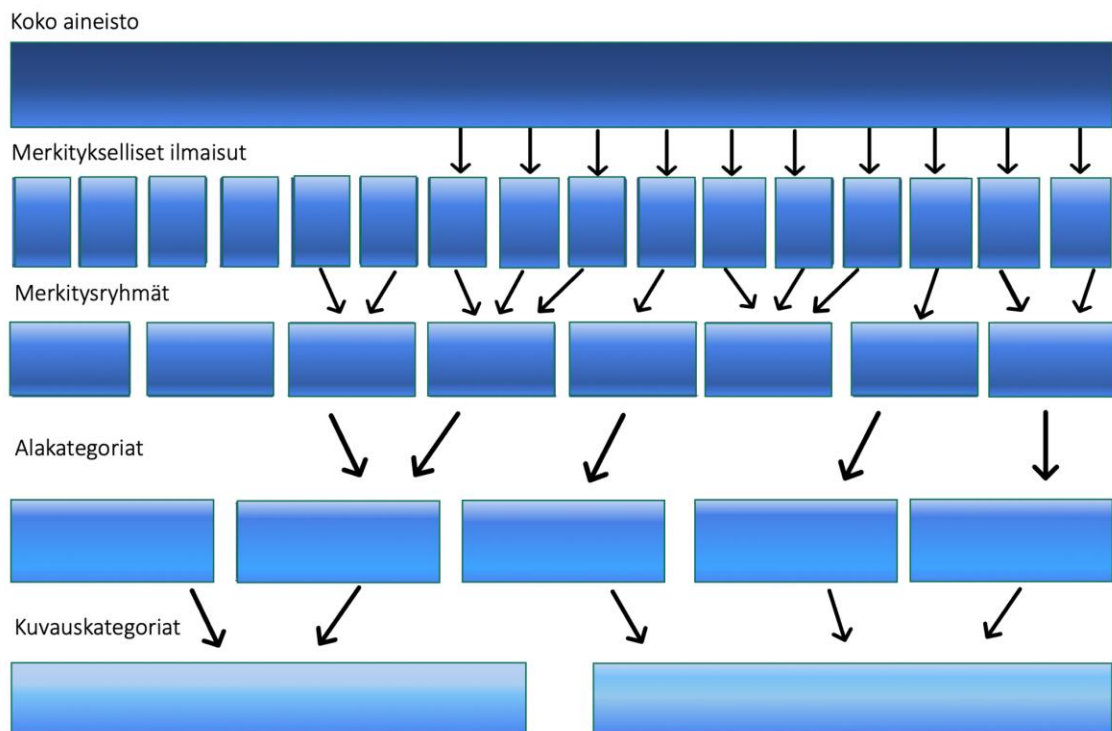 Koko aineisto
Merkitykselliset ilmaisut
Merkitysryhmät
Alakategoriat
Kuvauskategoriat